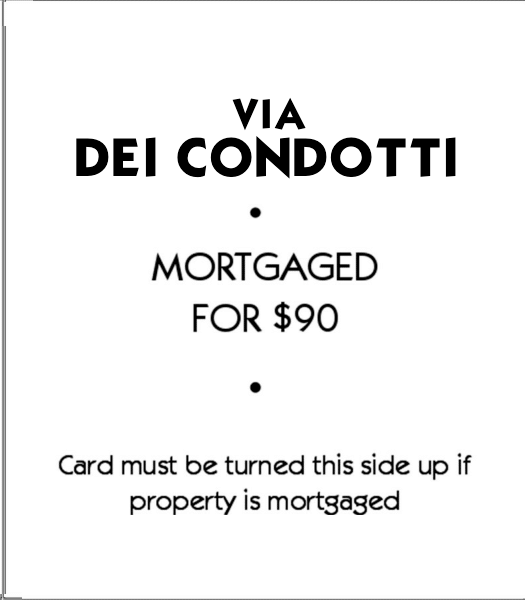 VIA
DEI CONDOTTI
•
MORTGAGED
FOR $90
•
Card must be turned this side up if
property is mortgaged